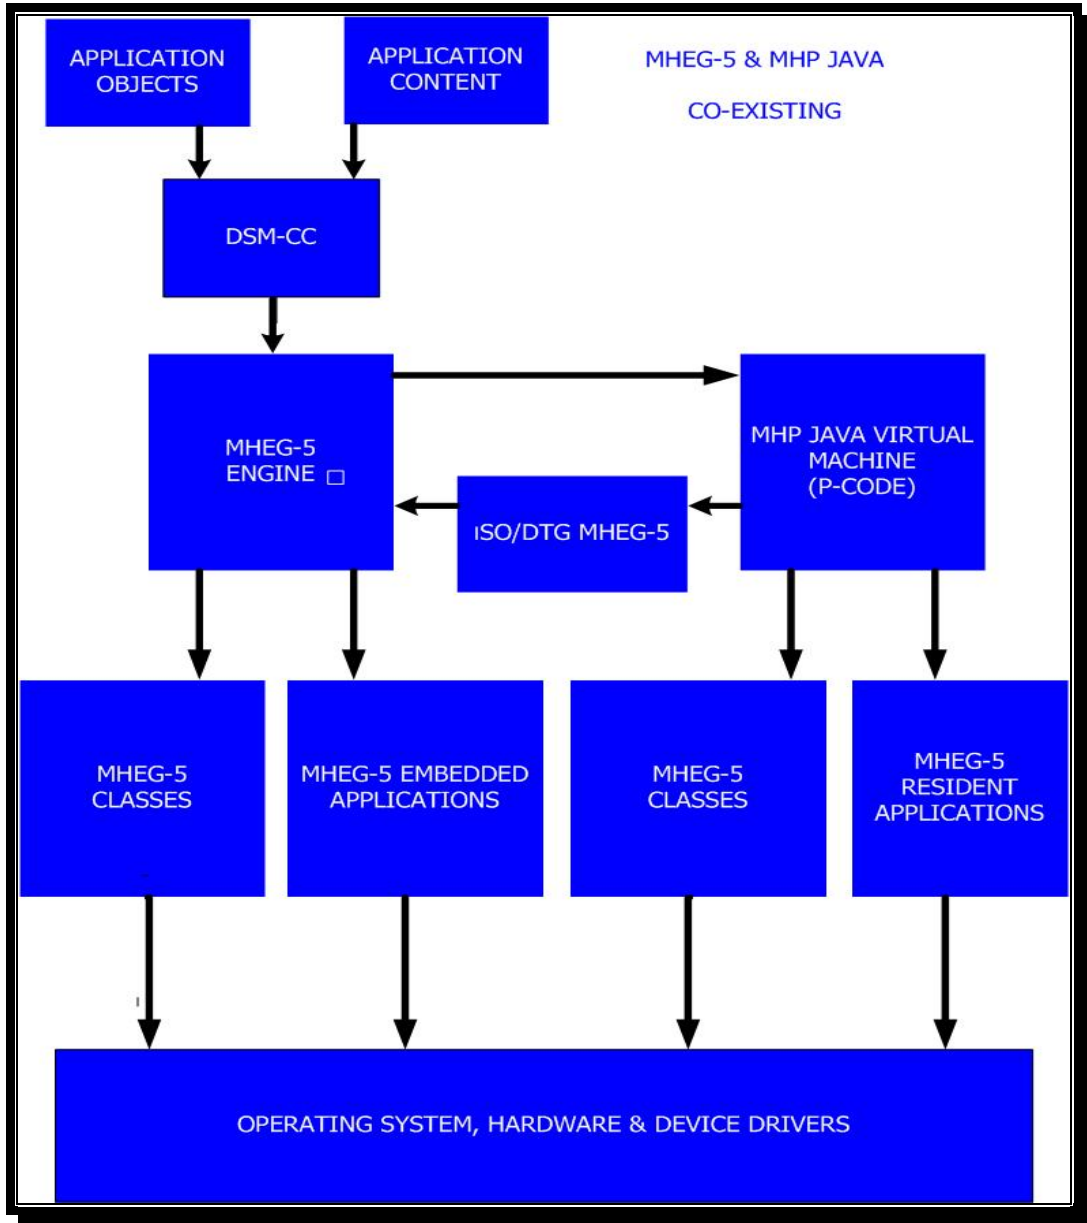 APPLICATION
OBJECTS
APPLICATION
CONTENT
MHEG-5 & MHP JAVA
CO-EXISTING
DSM-CC
MHEG-5
ENGINE
MHP JAVA VIRTUAL
MACHINE
(P-CODE)
ISO/DTG MHEG-5
MHEG-5
CLASSES
MHEG-5 EMBEDDED
APPLICATIONS
MHEG-5
CLASSES
MHEG-5
RESIDENT
APPLICATIONS
OPERATING SYSTEM, HARDWARE & DEVICE DRIVERS